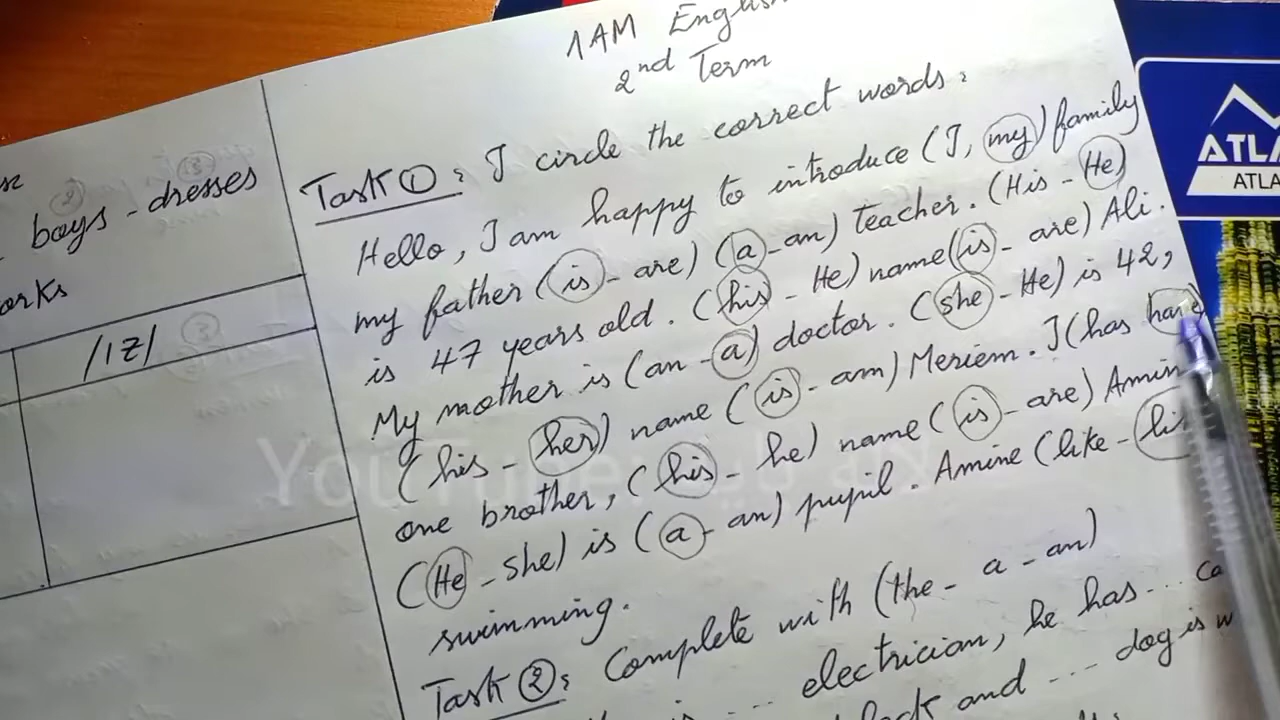 boys - dresses
/IZ/
1AM English
2nd Term
Task ① : I circle the correct words :
Hello, I am happy to introduce (I, my) family
my father (is - are) (a - an) teacher. (His - He)
is 47 years old. (his - He) name (is - are) Ali.
My mother is (an - a) doctor. (she - He) is 42,
(his - her) name (is - am) Meriem. I (has have)
one brother, (his - he) name (is - are) Amin
(He - she) is (a - an) pupil. Amine (like -
swimming.
Task ② : Complete with (the - a - an)
... electrician, he has ...
and ... dog is
YouTube
ATLA
ATLA